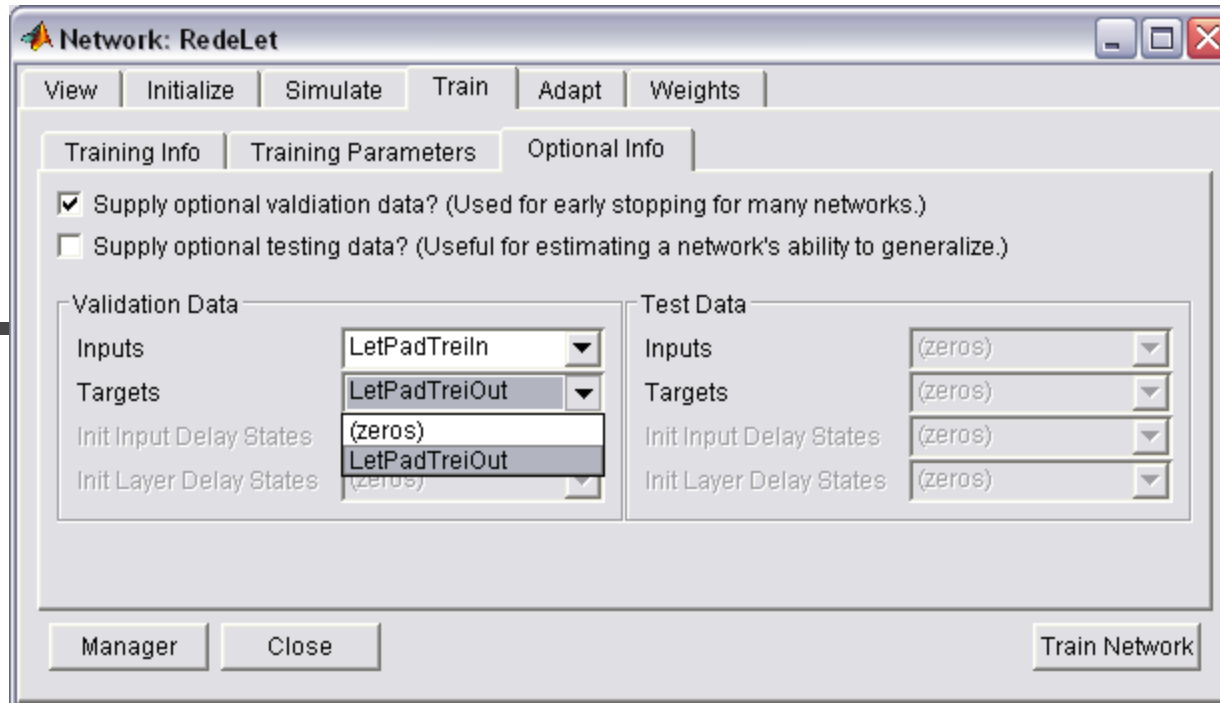 Network: RedeLet
View Initialize Simulate Train Adapt Weights
Training Info Training Parameters Optional Info
Supply optional valdiation data? (Used for early stopping for many networks.)
Supply optional testing data? (Useful for estimating a network's ability to generalize.)
Validation Data
Inputs LetPadTreiIn
Targets LetPadTreiOut
(zeros)
LetPadTreiOut
Init Input Delay States
Init Layer Delay States (zeros)
Test Data
Inputs (zeros)
Targets (zeros)
Init Input Delay States (zeros)
Init Layer Delay States (zeros)
Manager Close Train Network